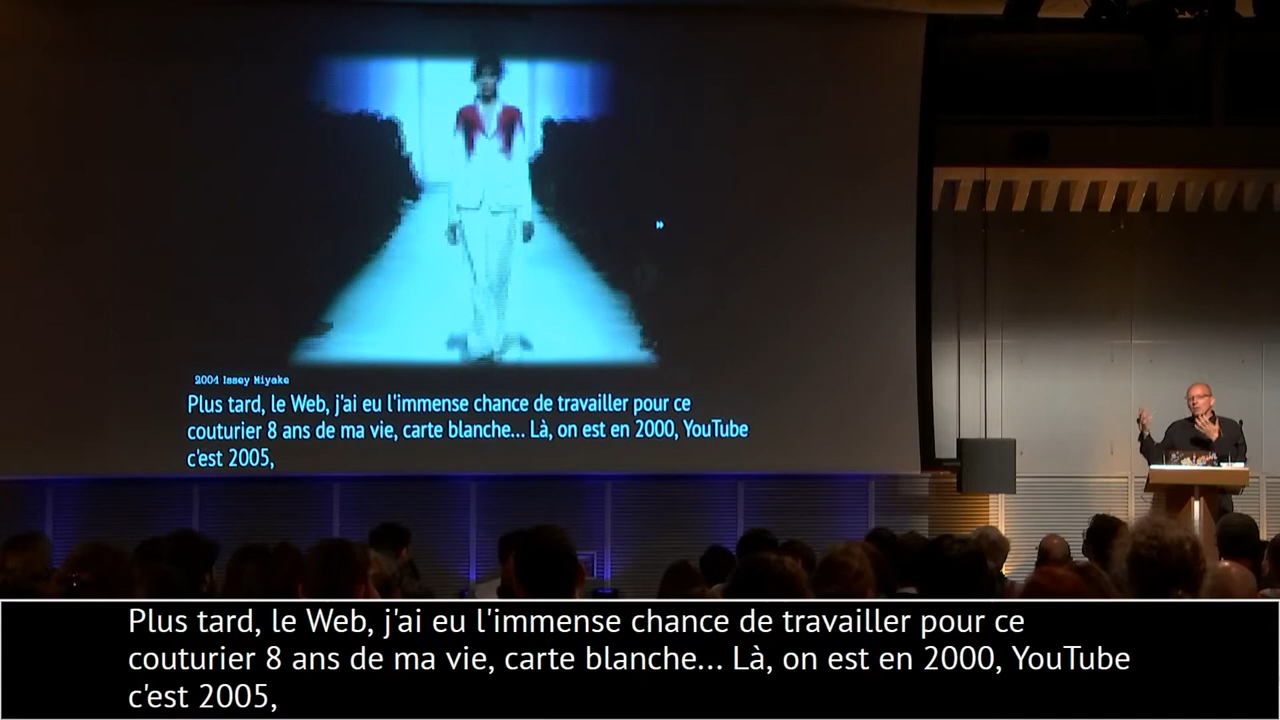 2004 Issey Miyake
Plus tard, le Web, j'ai eu l'immense chance de travailler pour ce
couturier 8 ans de ma vie, carte blanche... Là, on est en 2000, YouTube
c'est 2005,
Plus tard, le Web, j'ai eu l'immense chance de travailler pour ce
couturier 8 ans de ma vie, carte blanche... Là, on est en 2000, YouTube
c'est 2005,